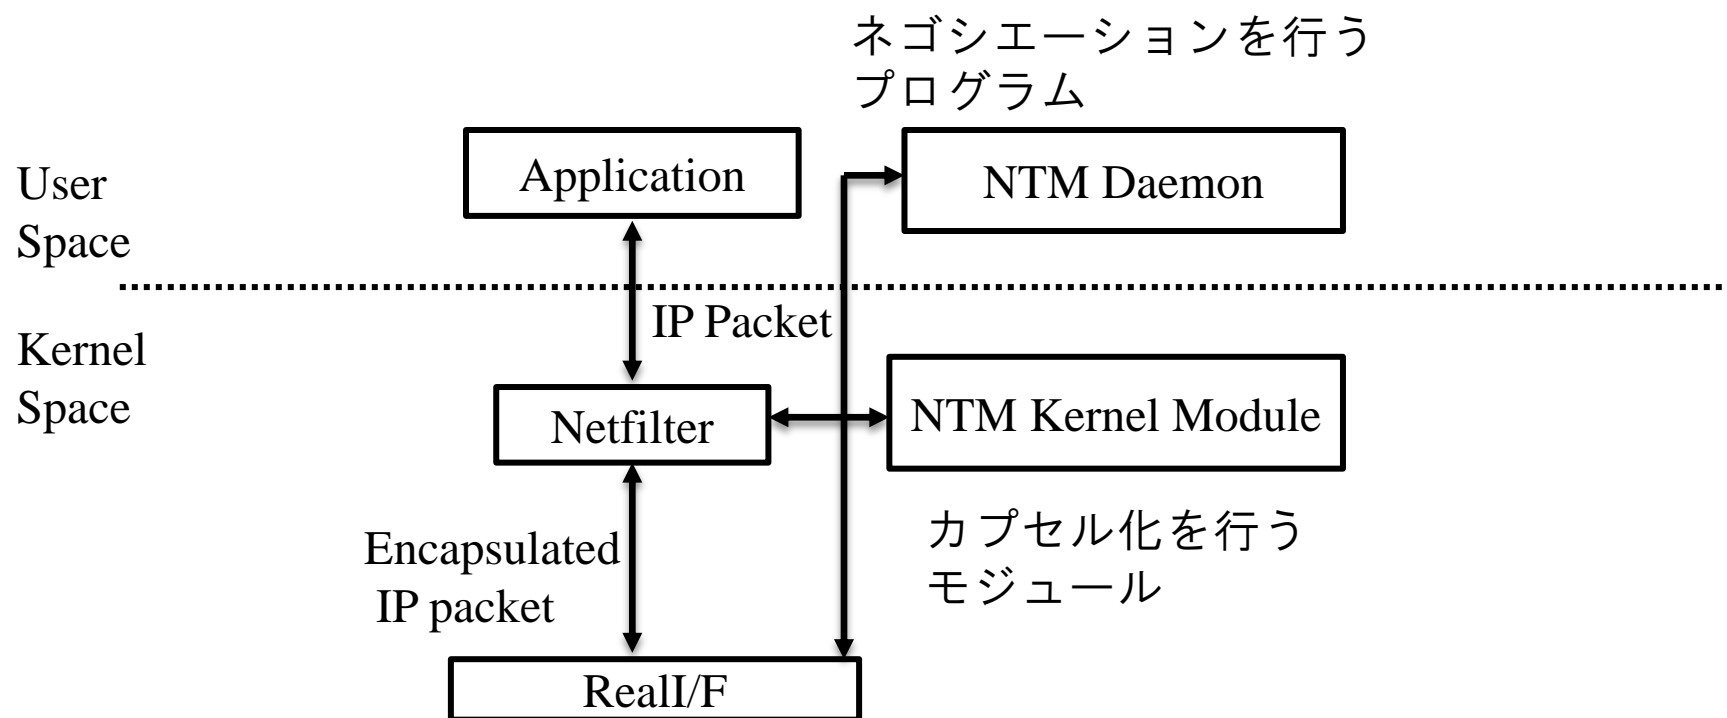 ネゴシエーションを行う
プログラム
User
Space
Application
NTM Daemon
IP Packet
Kernel
Space
Netfilter
NTM Kernel Module
Encapsulated
IP packet
カプセル化を行う
モジュール
RealI/F